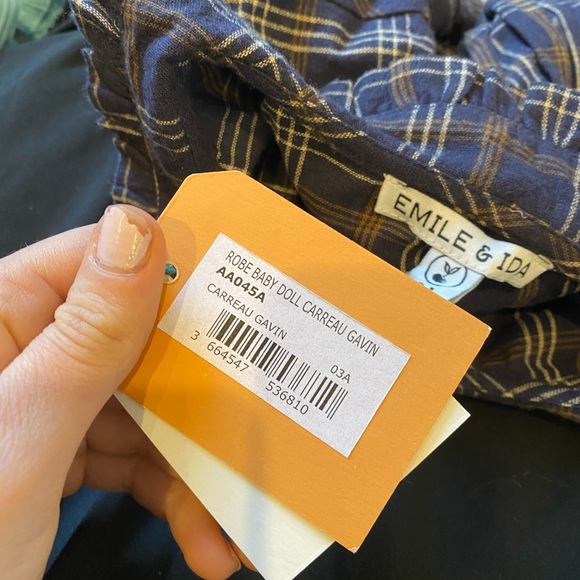 EMILE & IDA
ROBE BABY DOLL CARREAU GAVIN
AA045A
CARREAU GAVIN
03A
3 664547 536810